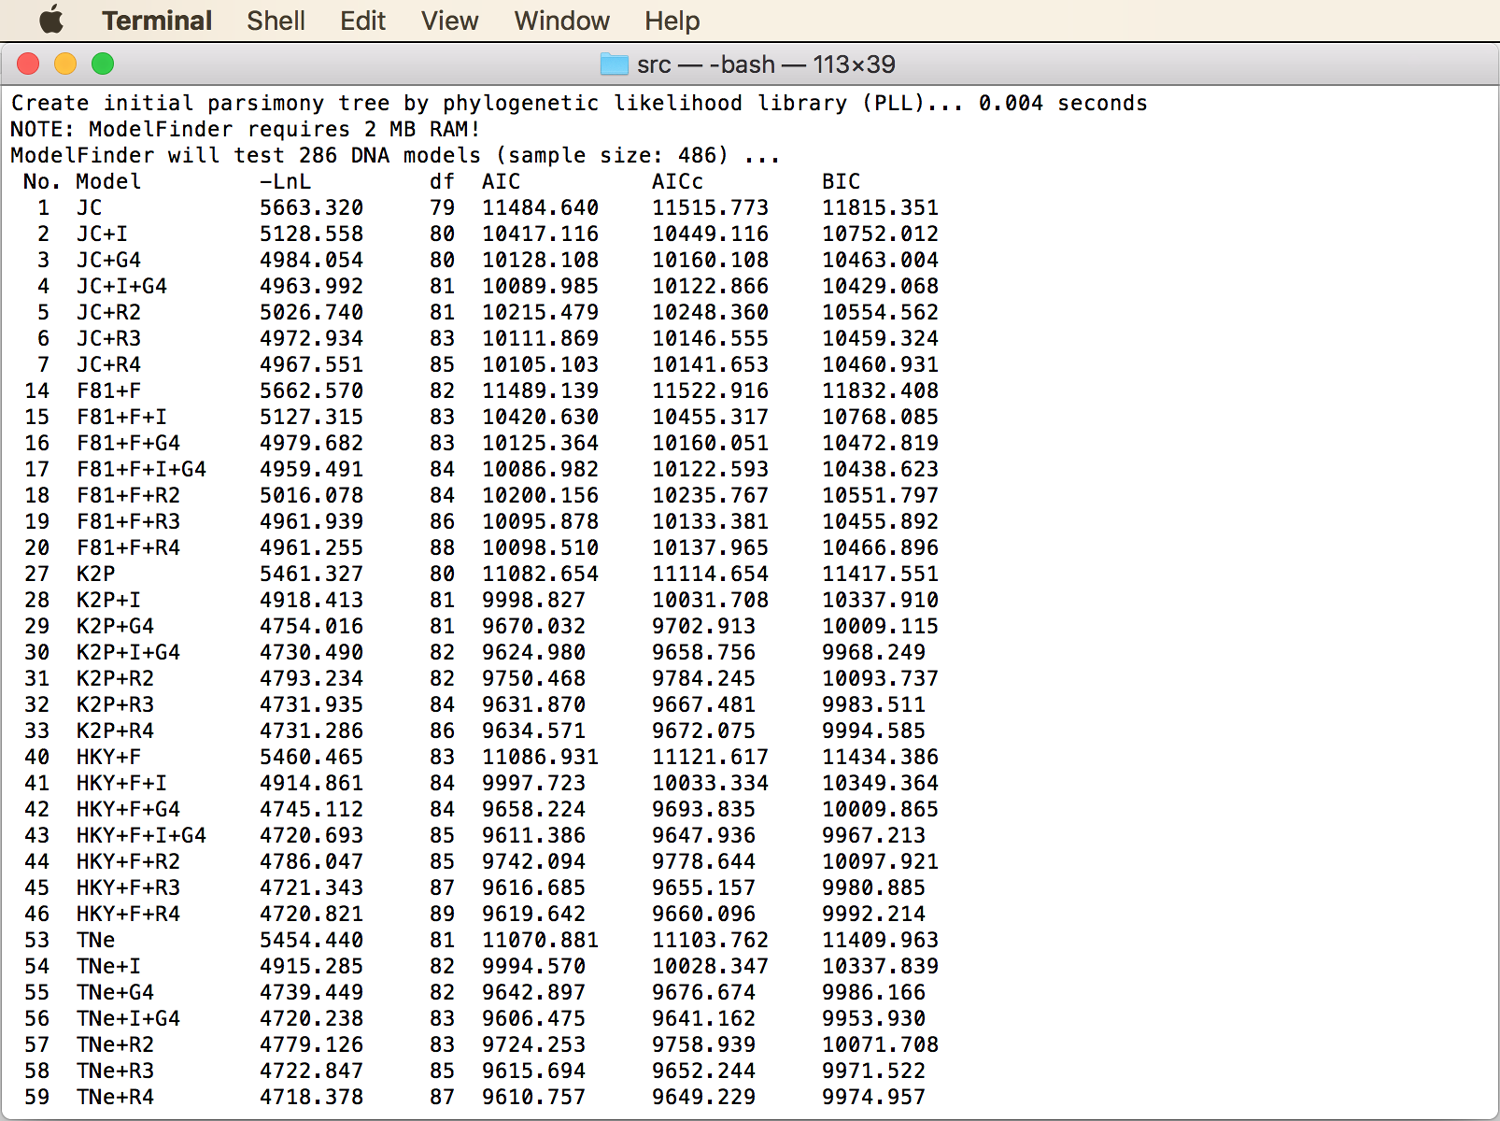 Terminal Shell Edit View Window Help
src — -bash — 113×39
Create initial parsimony tree by phylogenetic likelihood library (PLL)... 0.004 seconds
NOTE: ModelFinder requires 2 MB RAM!
ModelFinder will test 286 DNA models (sample size: 486) ...
No. Model -LnL df AIC AICc BIC
1 JC 5663.320 79 11484.640 11515.773 11815.351
2 JC+I 5128.558 80 10417.116 10449.116 10752.012
3 JC+G4 4984.054 80 10128.108 10160.108 10463.004
4 JC+I+G4 4963.992 81 10089.985 10122.866 10429.068
5 JC+R2 5026.740 81 10215.479 10248.360 10554.562
6 JC+R3 4972.934 83 10111.869 10146.555 10459.324
7 JC+R4 4967.551 85 10105.103 10141.653 10460.931
14 F81+F 5662.570 82 11489.139 11522.916 11832.408
15 F81+F+I 5127.315 83 10420.630 10455.317 10768.085
16 F81+F+G4 4979.682 83 10125.364 10160.051 10472.819
17 F81+F+I+G4 4959.491 84 10086.982 10122.593 10438.623
18 F81+F+R2 5016.078 84 10200.156 10235.767 10551.797
19 F81+F+R3 4961.939 86 10095.878 10133.381 10455.892
20 F81+F+R4 4961.255 88 10098.510 10137.965 10466.896
27 K2P 5461.327 80 11082.654 11114.654 11417.551
28 K2P+I 4918.413 81 9998.827 10031.708 10337.910
29 K2P+G4 4754.016 81 9670.032 9702.913 10009.115
30 K2P+I+G4 4730.490 82 9624.980 9658.756 9968.249
31 K2P+R2 4793.234 82 9750.468 9784.245 10093.737
32 K2P+R3 4731.935 84 9631.870 9667.481 9983.511
33 K2P+R4 4731.286 86 9634.571 9672.075 9994.585
40 HKY+F 5460.465 83 11086.931 11121.617 11434.386
41 HKY+F+I 4914.861 84 9997.723 10033.334 10349.364
42 HKY+F+G4 4745.112 84 9658.224 9693.835 10009.865
43 HKY+F+I+G4 4720.693 85 9611.386 9647.936 9967.213
44 HKY+F+R2 4786.047 85 9742.094 9778.644 10097.921
45 HKY+F+R3 4721.343 87 9616.685 9655.157 9980.885
46 HKY+F+R4 4720.821 89 9619.642 9660.096 9992.214
53 TNe 5454.440 81 11070.881 11103.762 11409.963
54 TNe+I 4915.285 82 9994.570 10028.347 10337.839
55 TNe+G4 4739.449 82 9642.897 9676.674 9986.166
56 TNe+I+G4 4720.238 83 9606.475 9641.162 9953.930
57 TNe+R2 4779.126 83 9724.253 9758.939 10071.708
58 TNe+R3 4722.847 85 9615.694 9652.244 9971.522
59 TNe+R4 4718.378 87 9610.757 9649.229 9974.957